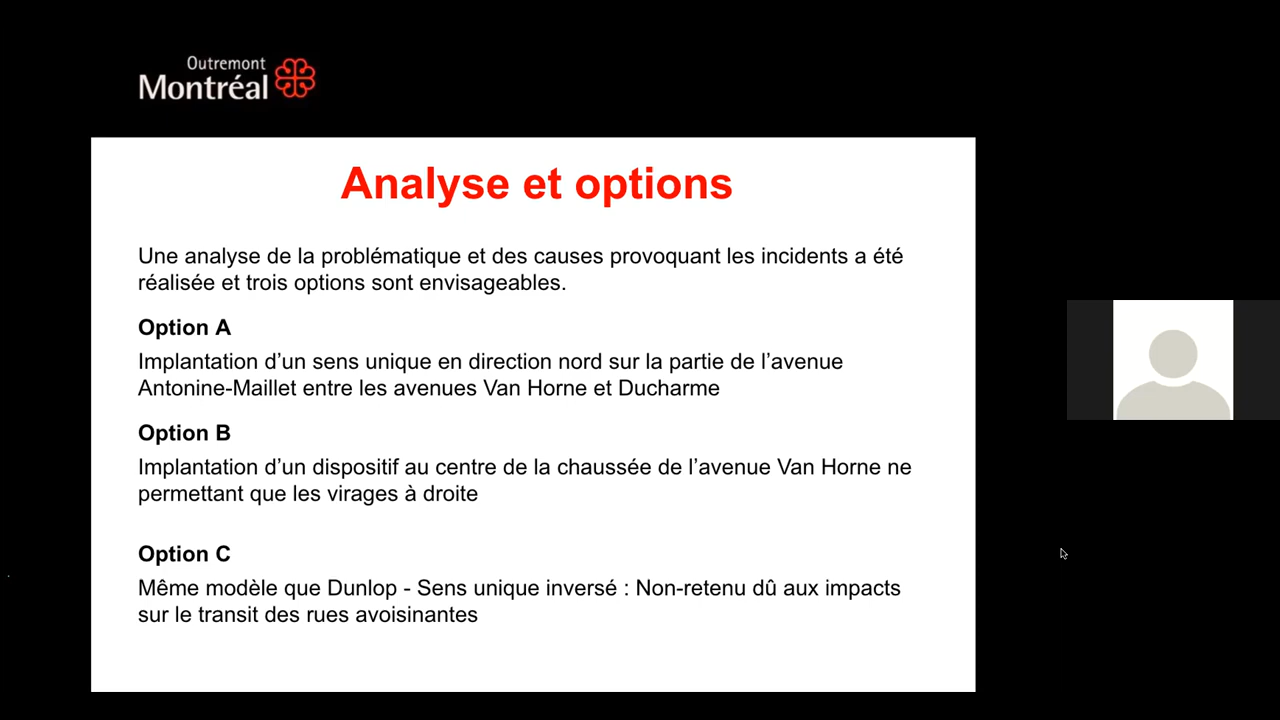 Outremont
Montréal
Analyse et options
Une analyse de la problématique et des causes provoquant les incidents a été
réalisée et trois options sont envisageables.
Option A
Implantation d’un sens unique en direction nord sur la partie de l’avenue
Antonine-Maillet entre les avenues Van Horne et Ducharme
Option B
Implantation d’un dispositif au centre de la chaussée de l’avenue Van Horne ne
permettant que les virages à droite
Option C
Même modèle que Dunlop - Sens unique inversé : Non-retenu dû aux impacts
sur le transit des rues avoisinantes